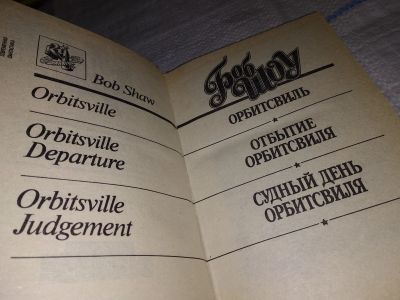 Bob Shaw
Orbitsville
Orbitsville
Departure
Orbitsville
Judgement
Боб
Шоу
ОРБИТСВИЛЬ
ОТБЫТИЕ
ОРБИТСВИЛЯ
СУДНЫЙ ДЕНЬ
ОРБИТСВИЛЯ